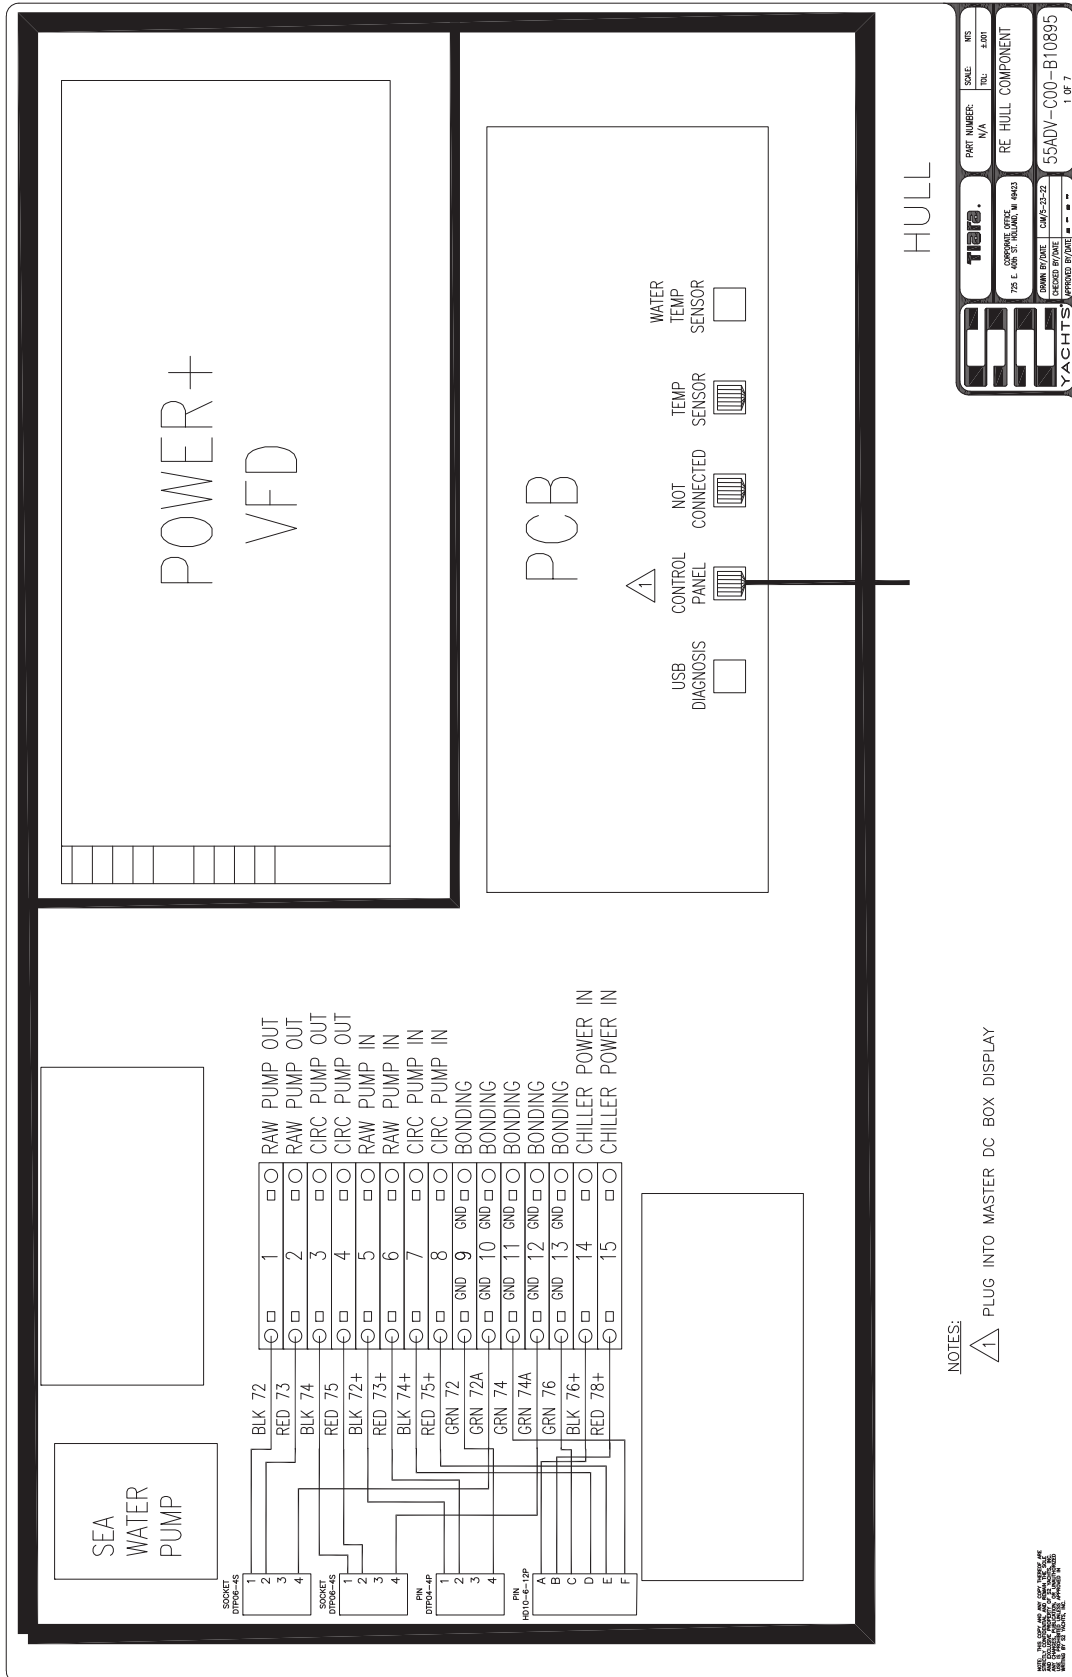 POWER+
VFD
PCB
1
USB
DIAGNOSIS
CONTROL
PANEL
NOT
CONNECTED
TEMP
SENSOR
WATER
TEMP
SENSOR
SEA
WATER
PUMP
SOCKET
DTP06-4S
1
2
3
4
SOCKET
DTP06-4S
1
2
3
4
PIN
DTP04-4P
1
2
3
4
PIN
HD10-6-12P
A
B
C
D
E
F
BLK 72 1 RAW PUMP OUT
RED 73 2 RAW PUMP OUT
BLK 74 3 CIRC PUMP OUT
RED 75 4 CIRC PUMP OUT
BLK 72+ 5 RAW PUMP IN
RED 73+ 6 RAW PUMP IN
BLK 74+ 7 CIRC PUMP IN
RED 75+ 8 CIRC PUMP IN
GRN 72 GND 9 GND BONDING
GRN 72A GND 10 GND BONDING
GRN 74 GND 11 GND BONDING
GRN 74A GND 12 GND BONDING
GRN 76 GND 13 GND BONDING
BLK 76+ 14 CHILLER POWER IN
RED 78+ 15 CHILLER POWER IN
HULL
NOTES:
1 PLUG INTO MASTER DC BOX DISPLAY
YACHTS
TIARA.
CORPORATE OFFICE
725 E. 40th ST. HOLLAND, MI 49423
DRAWN BY/DATE CJM/5-23-22
CHECKED BY/DATE
APPROVED BY/DATE
PART NUMBER:
N/A
SCALE: NTS
TOL: ±.001
RE HULL COMPONENT
55ADV-C00-B10895
1 OF 7